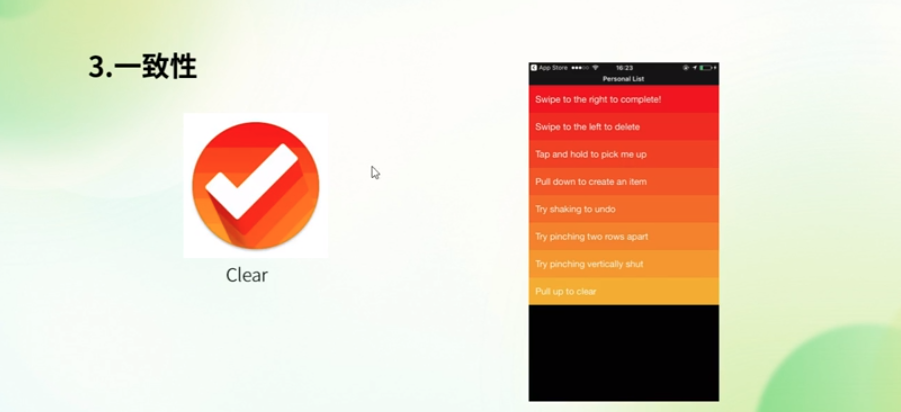 3.一致性
Clear
App Store 16:23
Personal List
Swipe to the right to complete!
Swipe to the left to delete
Tap and hold to pick me up
Pull down to create an item
Try shaking to undo
Try pinching two rows apart
Try pinching vertically shut
Pull up to clear